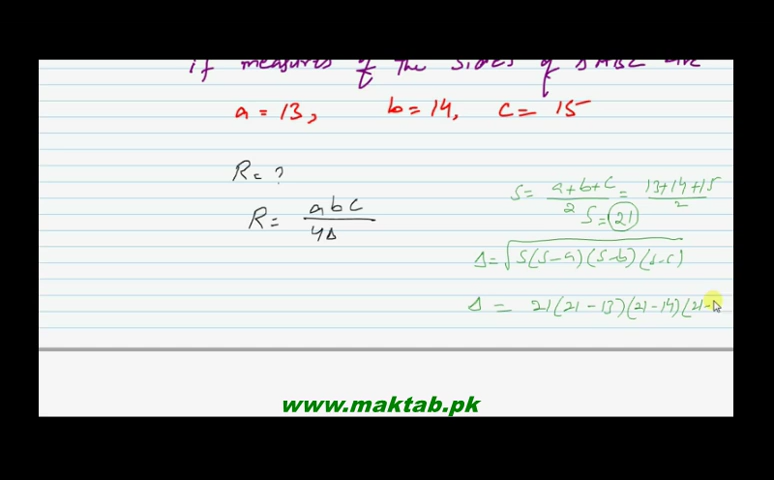 if measures of the sides of ΔABC are
a = 13, b = 14, c = 15
R = ?
R = abc / 4Δ
S = a+b+c / 2 = 13+14+15 / 2
S = 21
Δ = √S(S-a)(S-b)(S-c)
Δ = 21(21-13)(21-14)(21-
www.maktab.pk